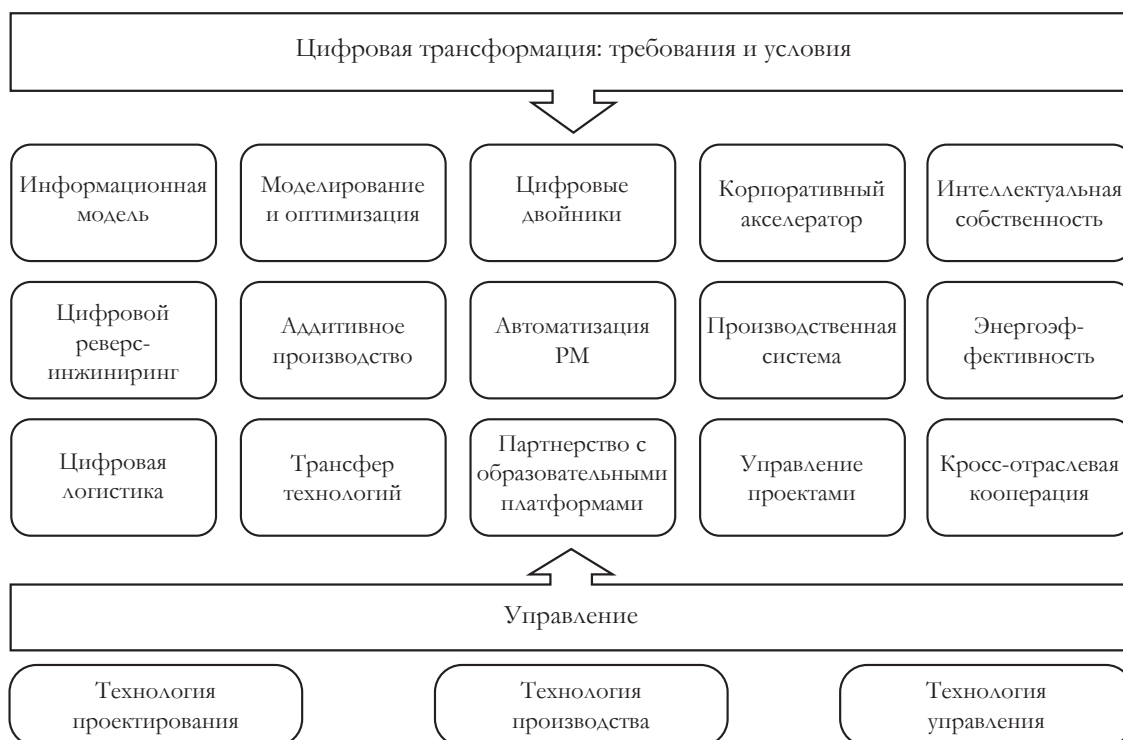 Цифровая трансформация: требования и условия
Информационная
модель
Моделирование
и оптимизация
Цифровые
двойники
Корпоративный
акселератор
Интеллектуальная
собственность
Цифровой
реверс-
инжиниринг
Аддитивное
производство
Автоматизация
РМ
Производственная
система
Энергоэф-
фективность
Цифровая
логистика
Трансфер
технологий
Партнерство с
образовательными
платформами
Управление
проектами
Кросс-отраслевая
кооперация
Управление
Технология
проектирования
Технология
производства
Технология
управления